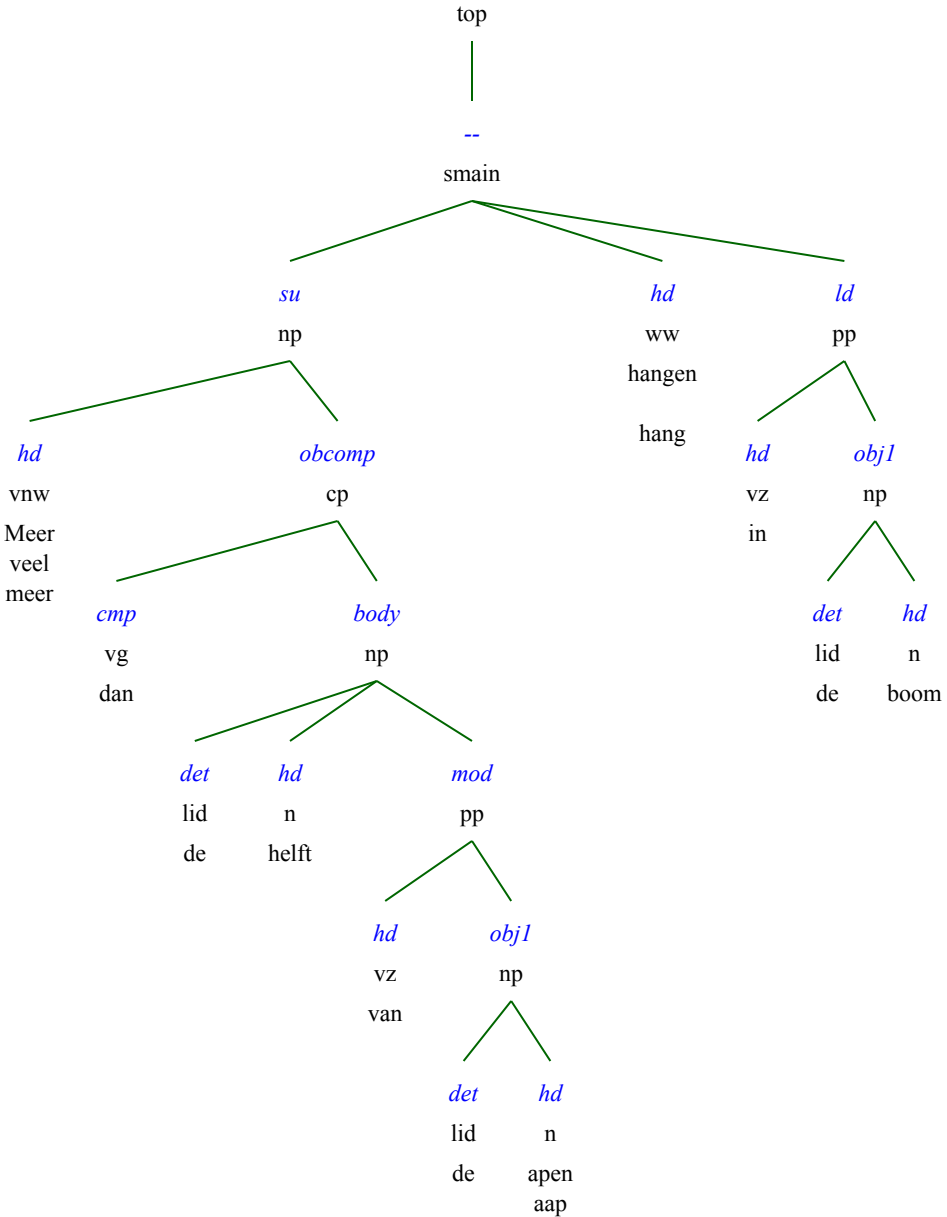 top
--
smain
su hd ld
np ww pp
hangen
hang
hd obcomp hd obj1
vnw cp vz np
Meer in
veel
meer
cmp body det hd
vg np lid n
dan de boom
det hd mod
lid n pp
de helft
hd obj1
vz np
van
det hd
lid n
de apen
aap